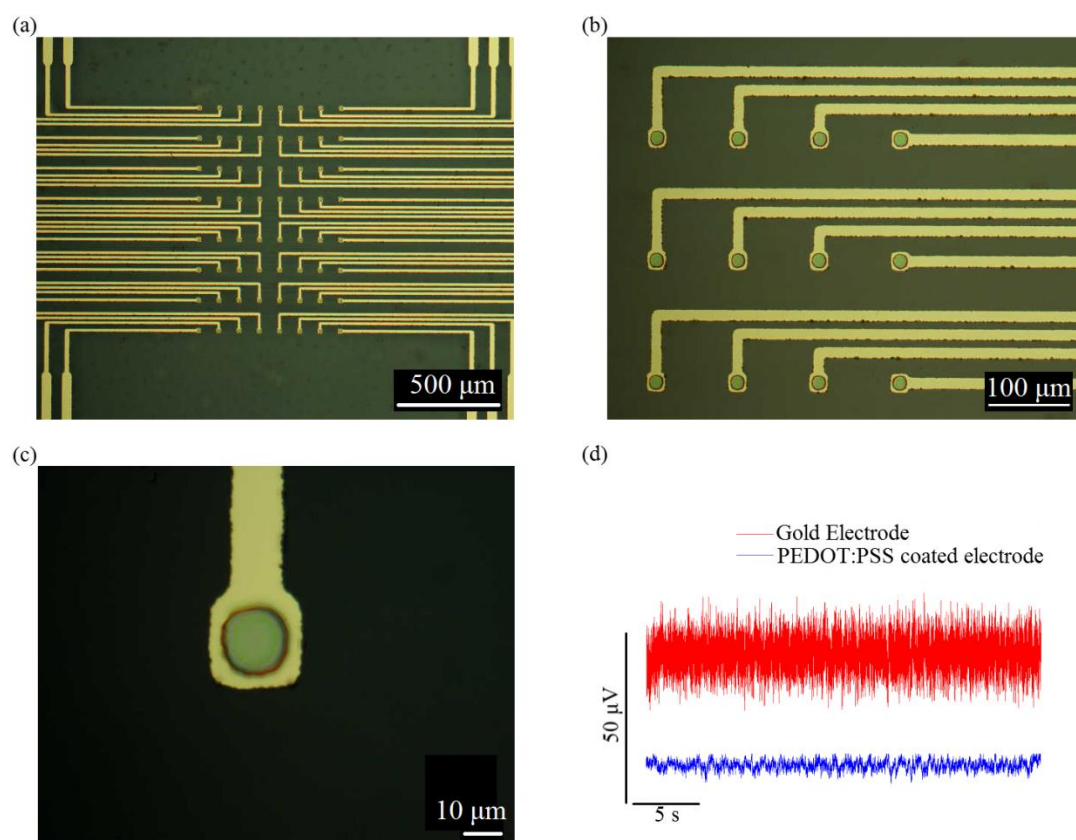 (a)
500 μm
(b)
100 μm
(c)
10 μm
(d)
Gold Electrode
PEDOT:PSS coated electrode
50 μV
5 s